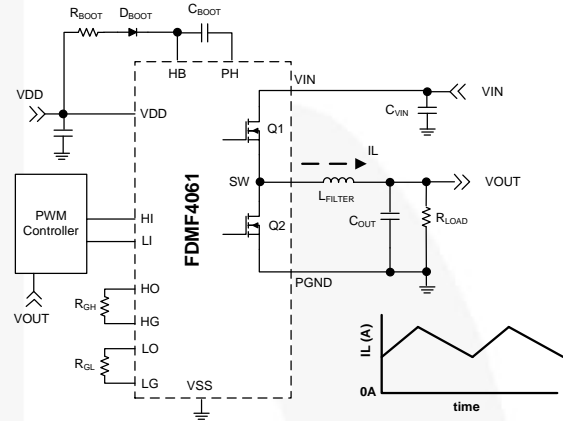 RBOOT DBOOT CBOOT
HB PH
VIN
VDD VDD CVIN VIN
Q1
IL
SW LFILTER VOUT
PWM
Controller
HI
LI
FDMF4061
Q2
COUT RLOAD
PGND
VOUT
RGH
HO
HG
RGL
LO
LG
VSS
IL (A)
0A
time